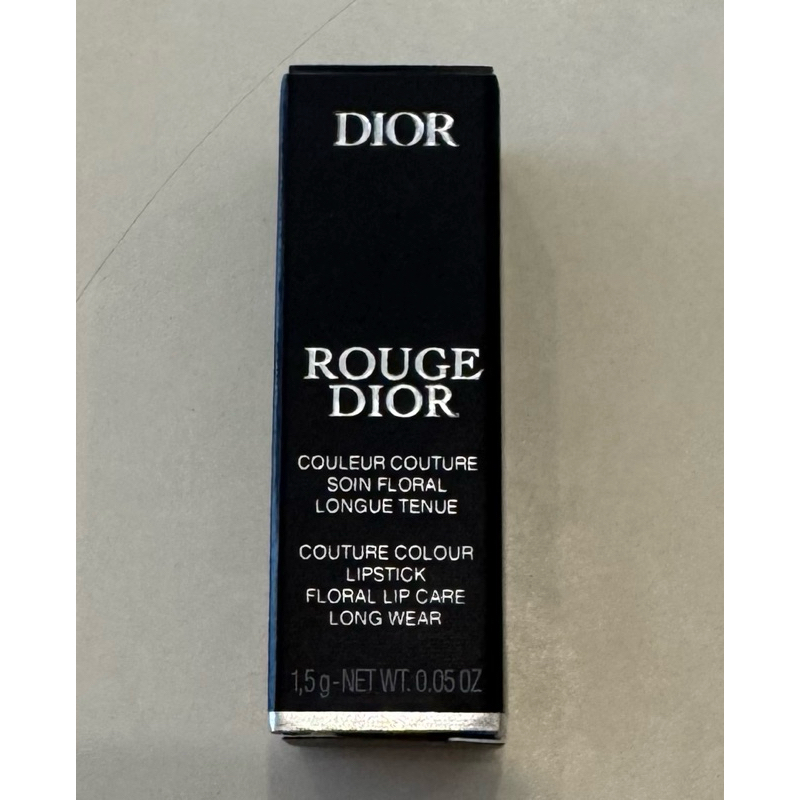 DIOR
ROUGE
DIOR
COULEUR COUTURE
SOIN FLORAL
LONGUE TENUE
COUTURE COLOUR
LIPSTICK
FLORAL LIP CARE
LONG WEAR
1,5 g - NET WT. 0.05 OZ